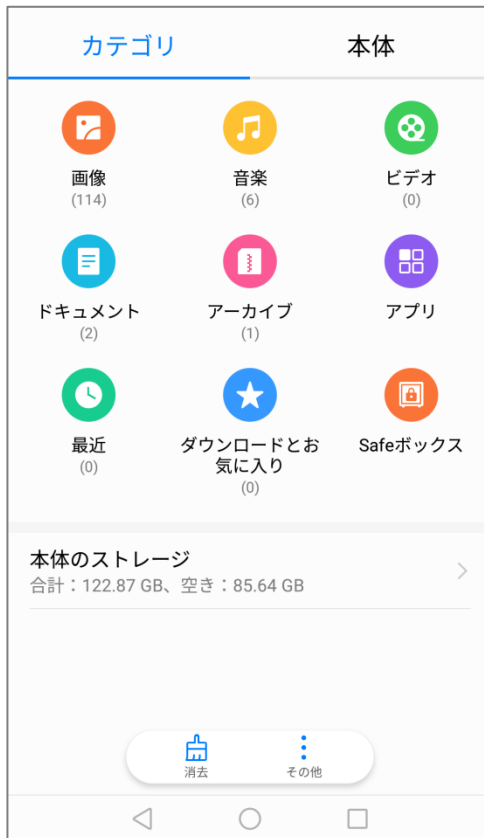 カテゴリ 本体
画像 音楽 ビデオ
(114) (6) (0)
ドキュメント アーカイブ アプリ
(2) (1)
最近 ダウンロードとお Safeボックス
(0) 気に入り
(0)
本体のストレージ
合計：122.87 GB、空き：85.64 GB
消去 その他